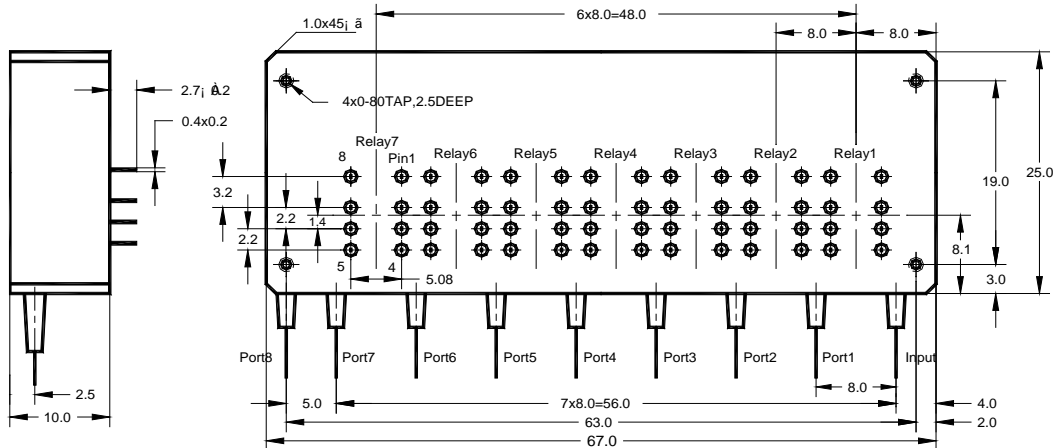 6x8.0=48.0
1.0x45¡ ã
8.0
8.0
2.7¡ À0.2
4x0-80TAP,2.5DEEP
0.4x0.2
Relay7
8
Pin1
Relay6
Relay5
Relay4
Relay3
Relay2
Relay1
3.2
2.2
1.4
2.2
19.0
25.0
8.1
3.0
5
4
5.08
Port8
Port7
Port6
Port5
Port4
Port3
Port2
Port1
Input
2.5
8.0
10.0
5.0
7x8.0=56.0
4.0
63.0
2.0
67.0